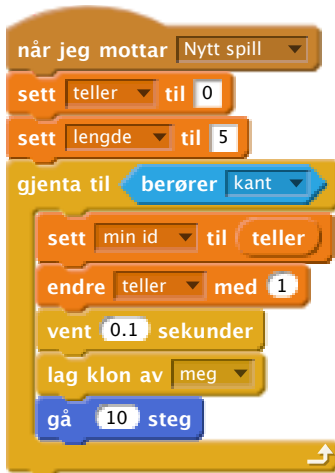 når jeg mottar Nytt spill
sett teller til 0
sett lengde til 5
gjenta til berører kant
sett min id til teller
endre teller med 1
vent 0.1 sekunder
lag klon av meg
gå 10 steg